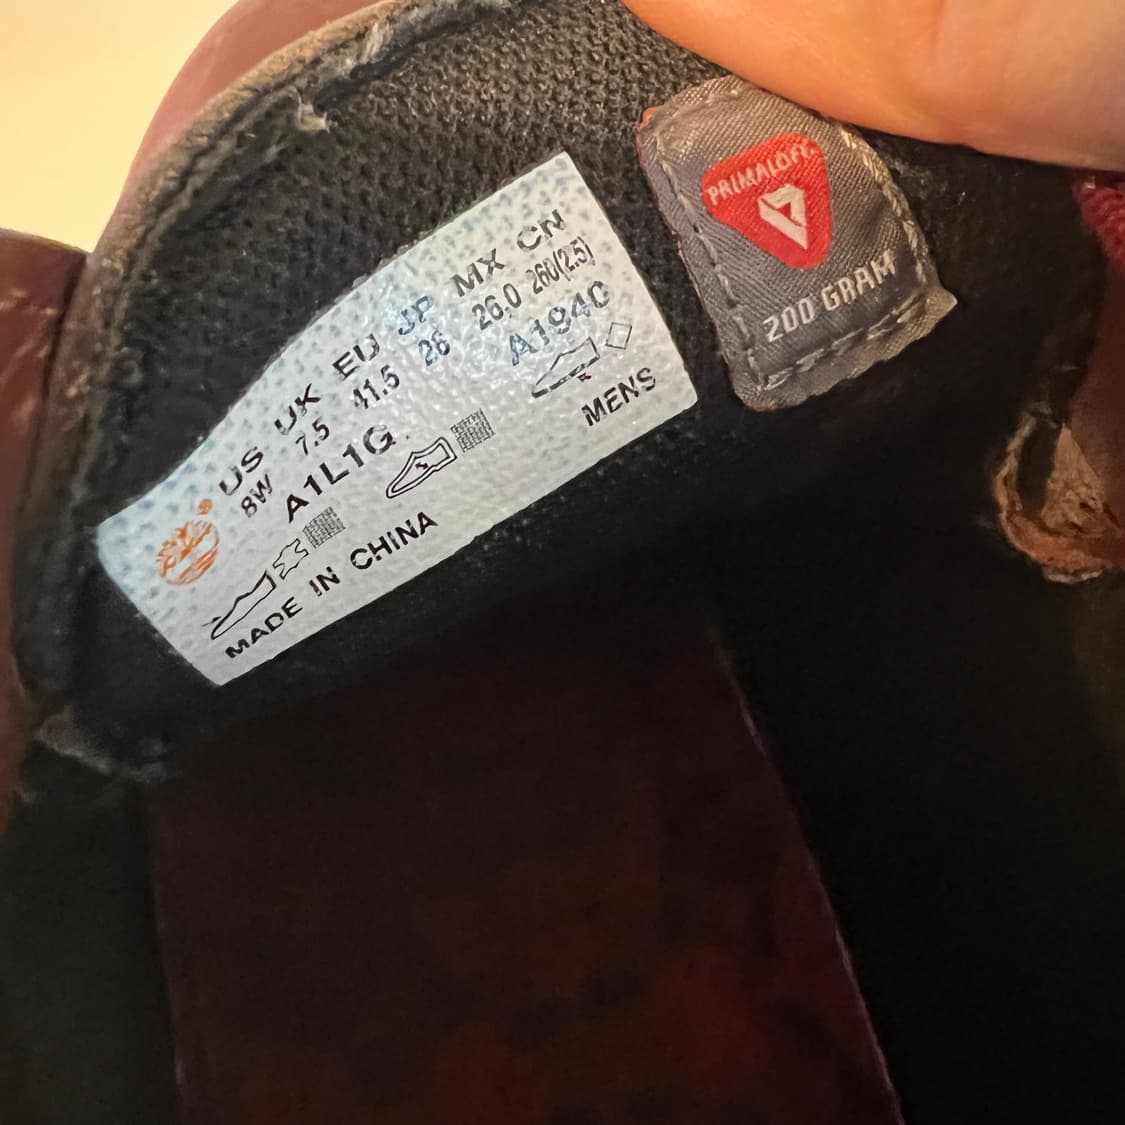 US UK EU JP MX CN
8W 7.5 41.5 26 26.0 260(2.5)
A1L1G A1940
MENS
MADE IN CHINA
PRIMALOFT
200 GRAM